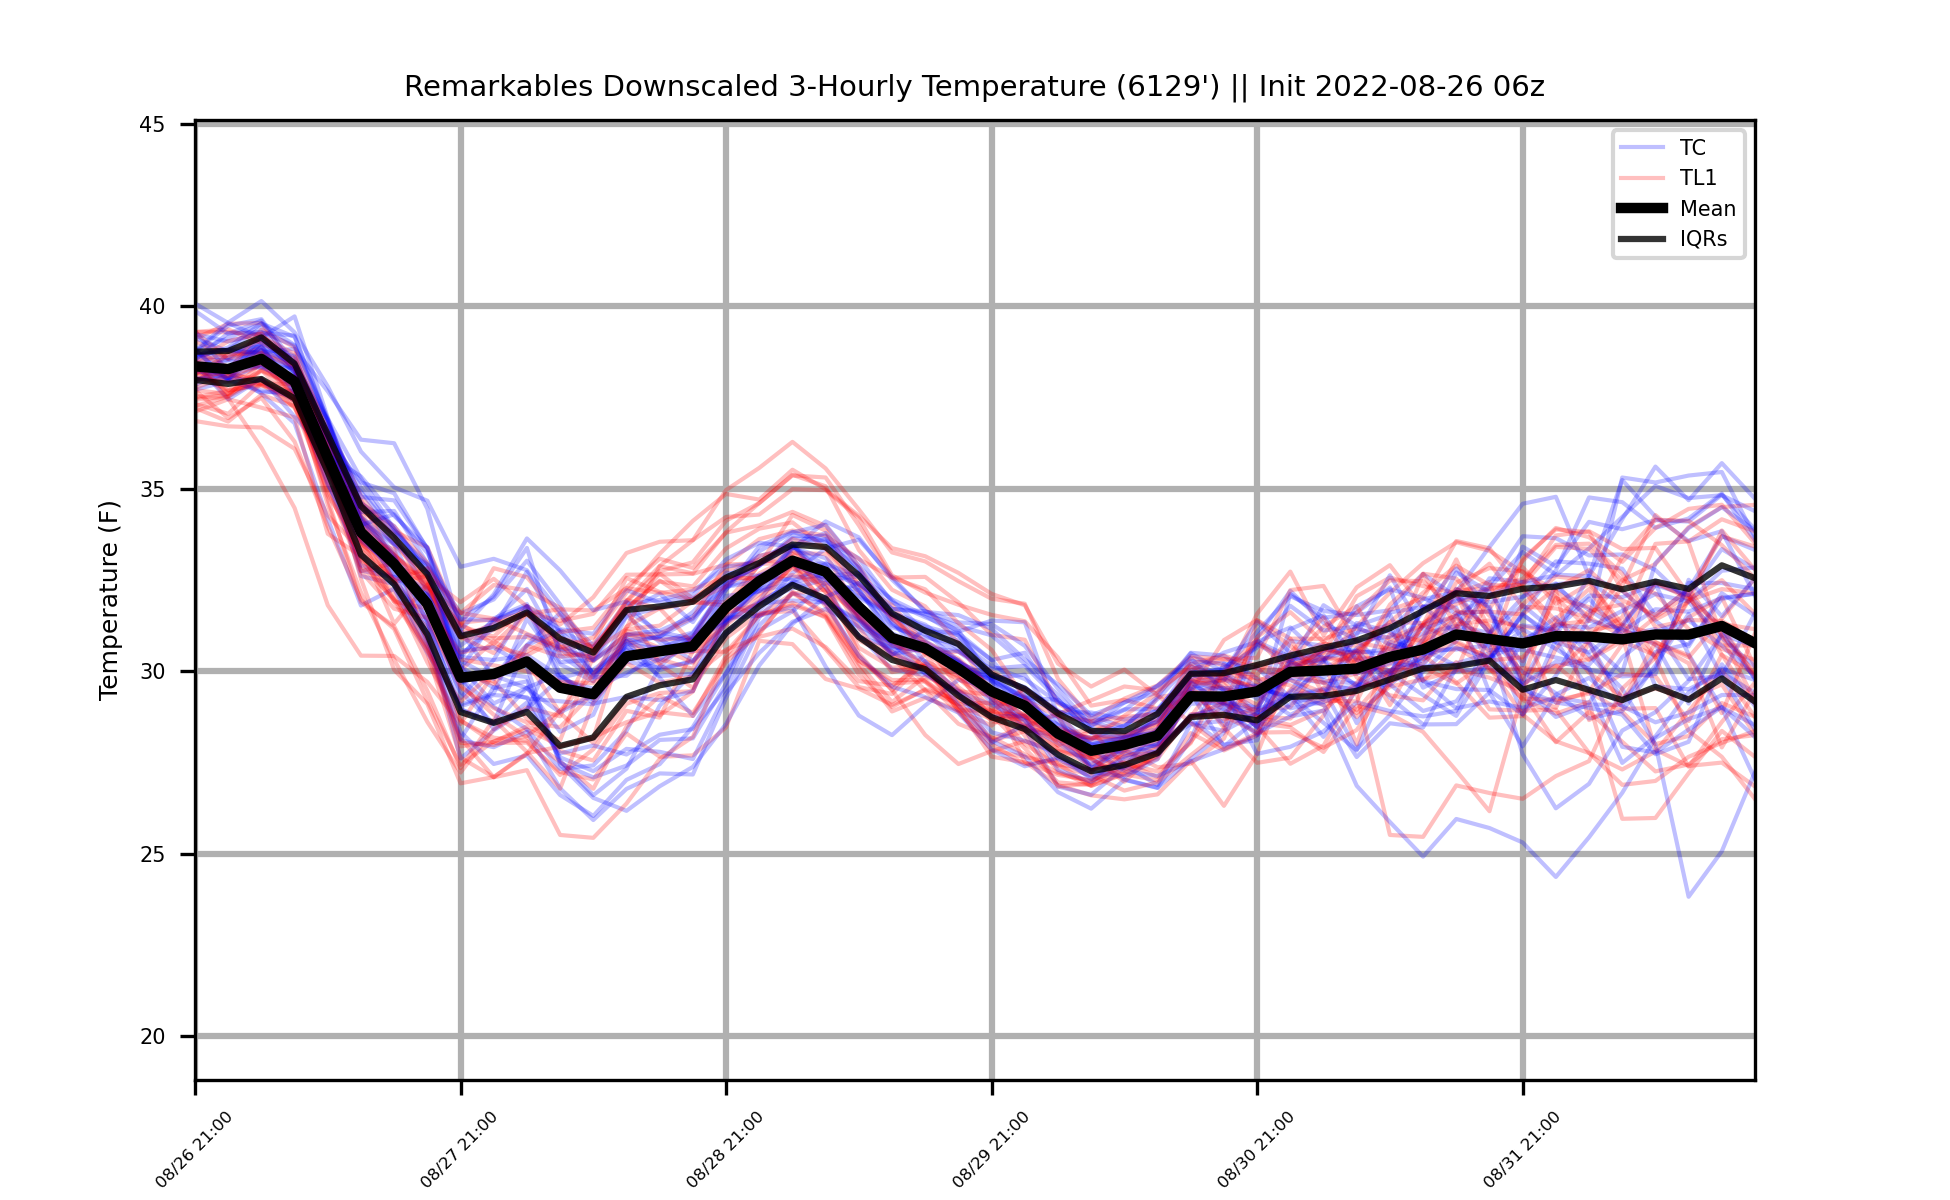 Remarkables Downscaled 3-Hourly Temperature (6129') || Init 2022-08-26 06z
TC
TL1
Mean
IQRs
Temperature (F)
45
40
35
30
25
20
08/26 21:00
08/27 21:00
08/28 21:00
08/29 21:00
08/30 21:00
08/31 21:00